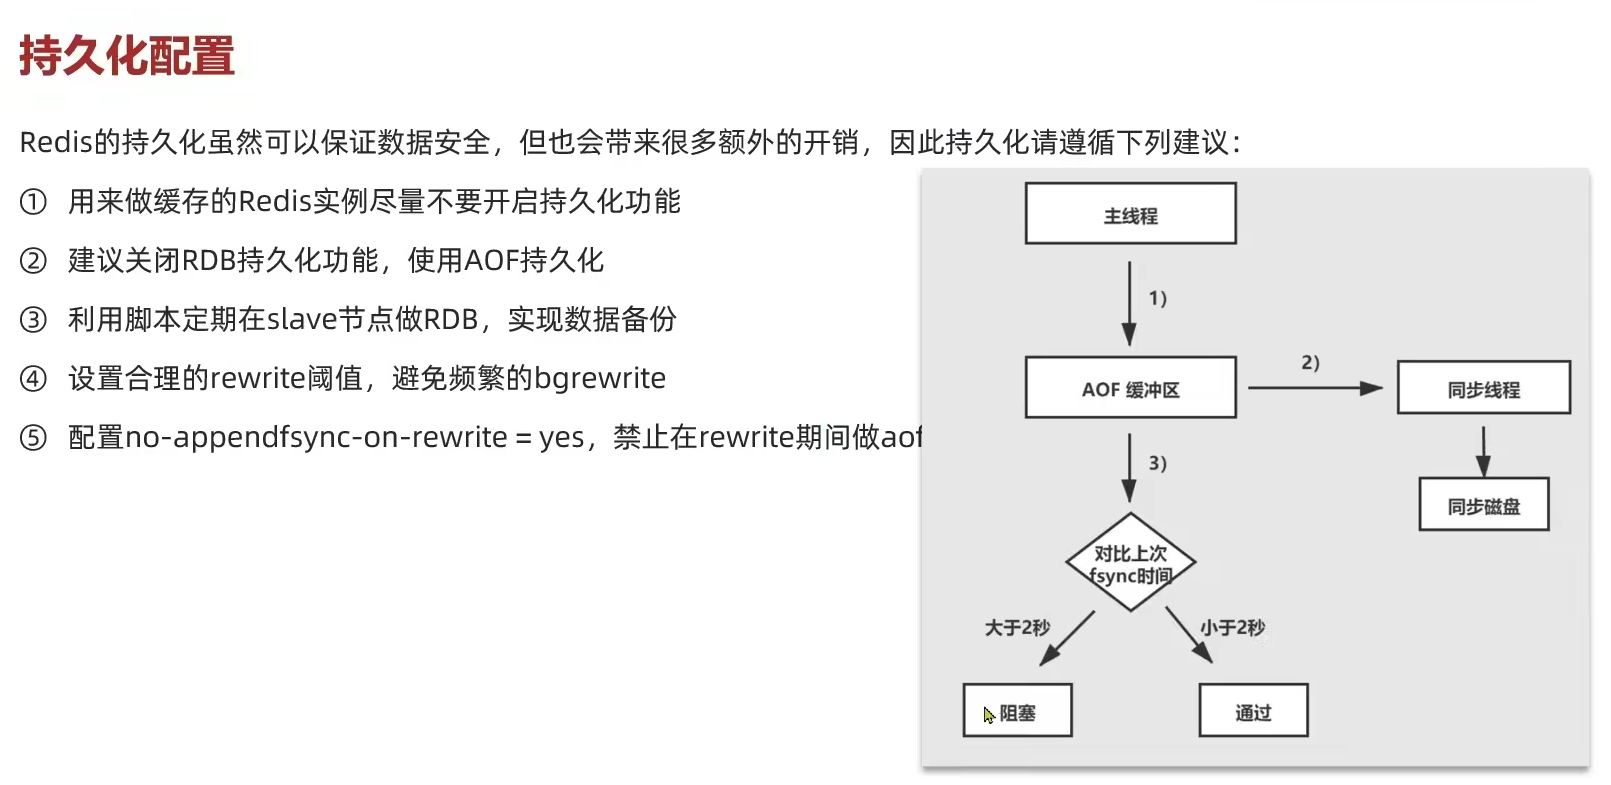 持久化配置
Redis的持久化虽然可以保证数据安全，但也会带来很多额外的开销，因此持久化请遵循下列建议：
① 用来做缓存的Redis实例尽量不要开启持久化功能
② 建议关闭RDB持久化功能，使用AOF持久化
③ 利用脚本定期在slave节点做RDB，实现数据备份
④ 设置合理的rewrite阈值，避免频繁的bgrewrite
⑤ 配置no-appendfsync-on-rewrite = yes，禁止在rewrite期间做aof
主线程
1）
AOF 缓冲区
2）
同步线程
同步磁盘
3）
对比上次
fsync时间
大于2秒
小于2秒
阻塞
通过